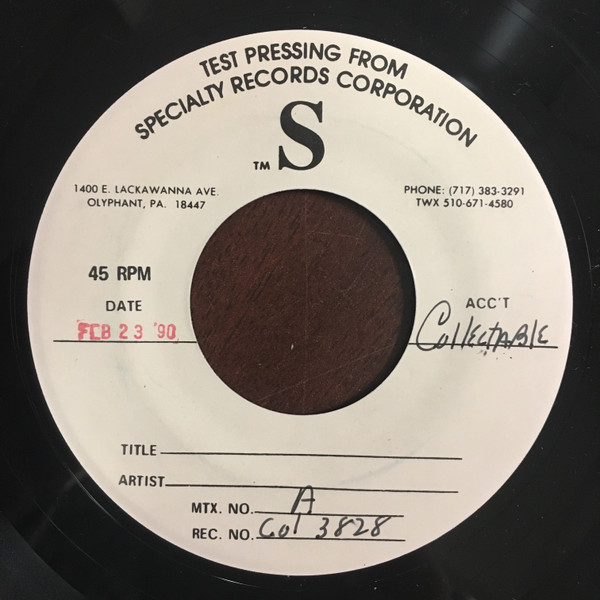 TEST PRESSING FROM
SPECIALTY RECORDS CORPORATION
TM S
1400 E. LACKAWANNA AVE.
OLYPHANT, PA. 18447
PHONE: (717) 383-3291
TWX 510-671-4580
45 RPM
DATE
FEB 23 '90
ACC'T
CollectABlE
TITLE
ARTIST
MTX. NO. A
REC. NO. Col 3828